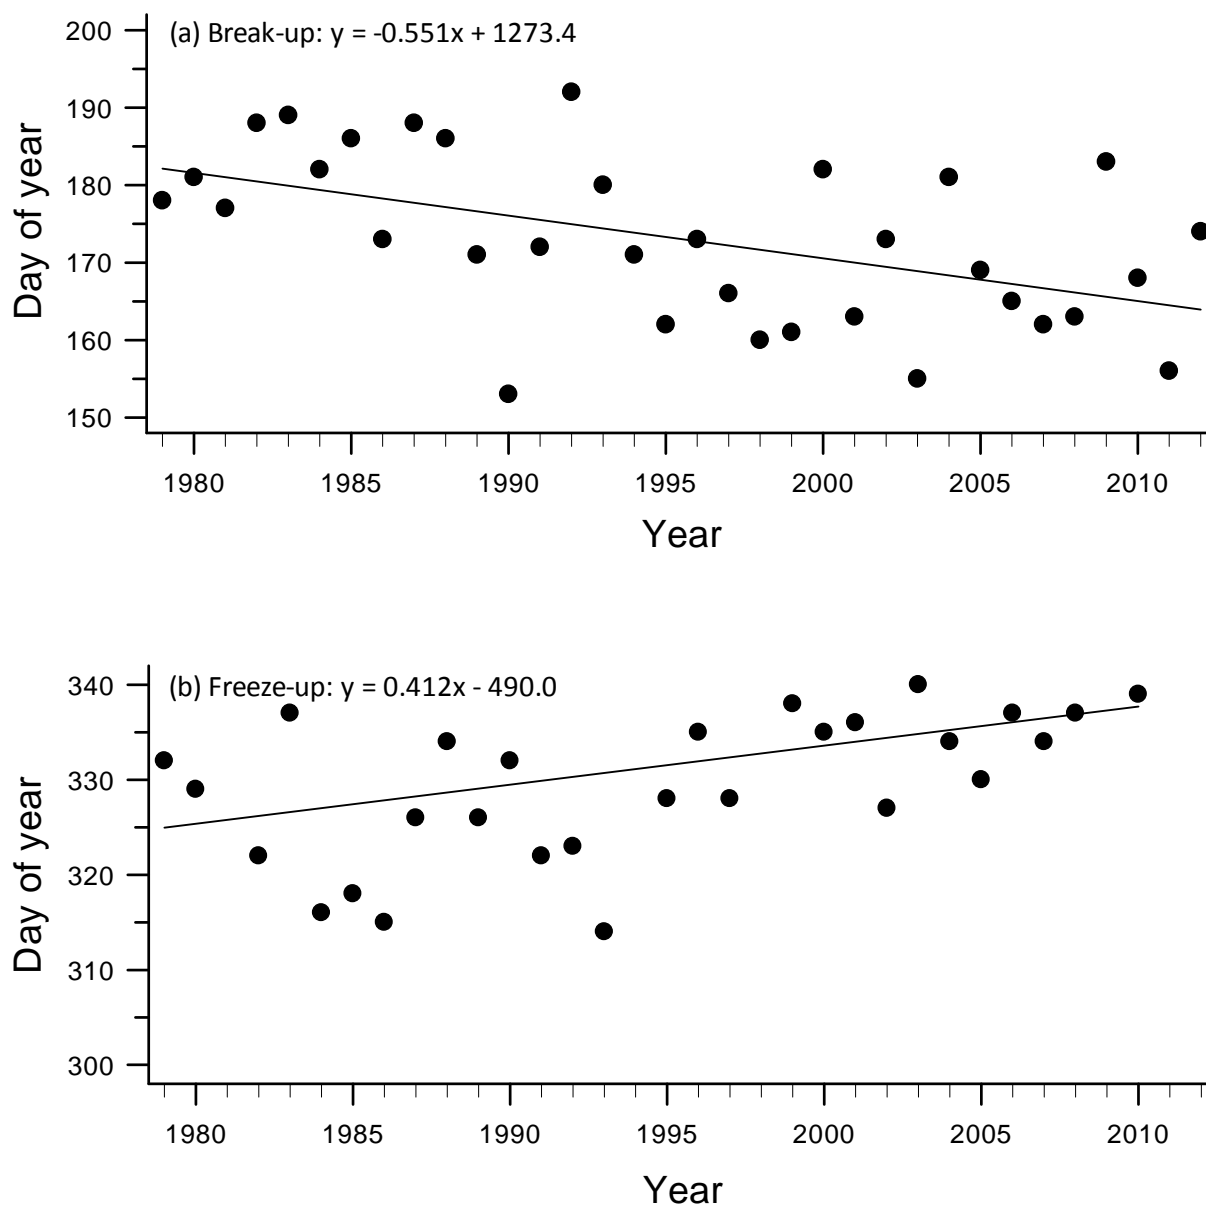 (a) Break-up: y = -0.551x + 1273.4
200
190
180
170
160
150
Day of year
1980 1985 1990 1995 2000 2005 2010
Year
(b) Freeze-up: y = 0.412x - 490.0
340
330
320
310
300
Day of year
1980 1985 1990 1995 2000 2005 2010
Year